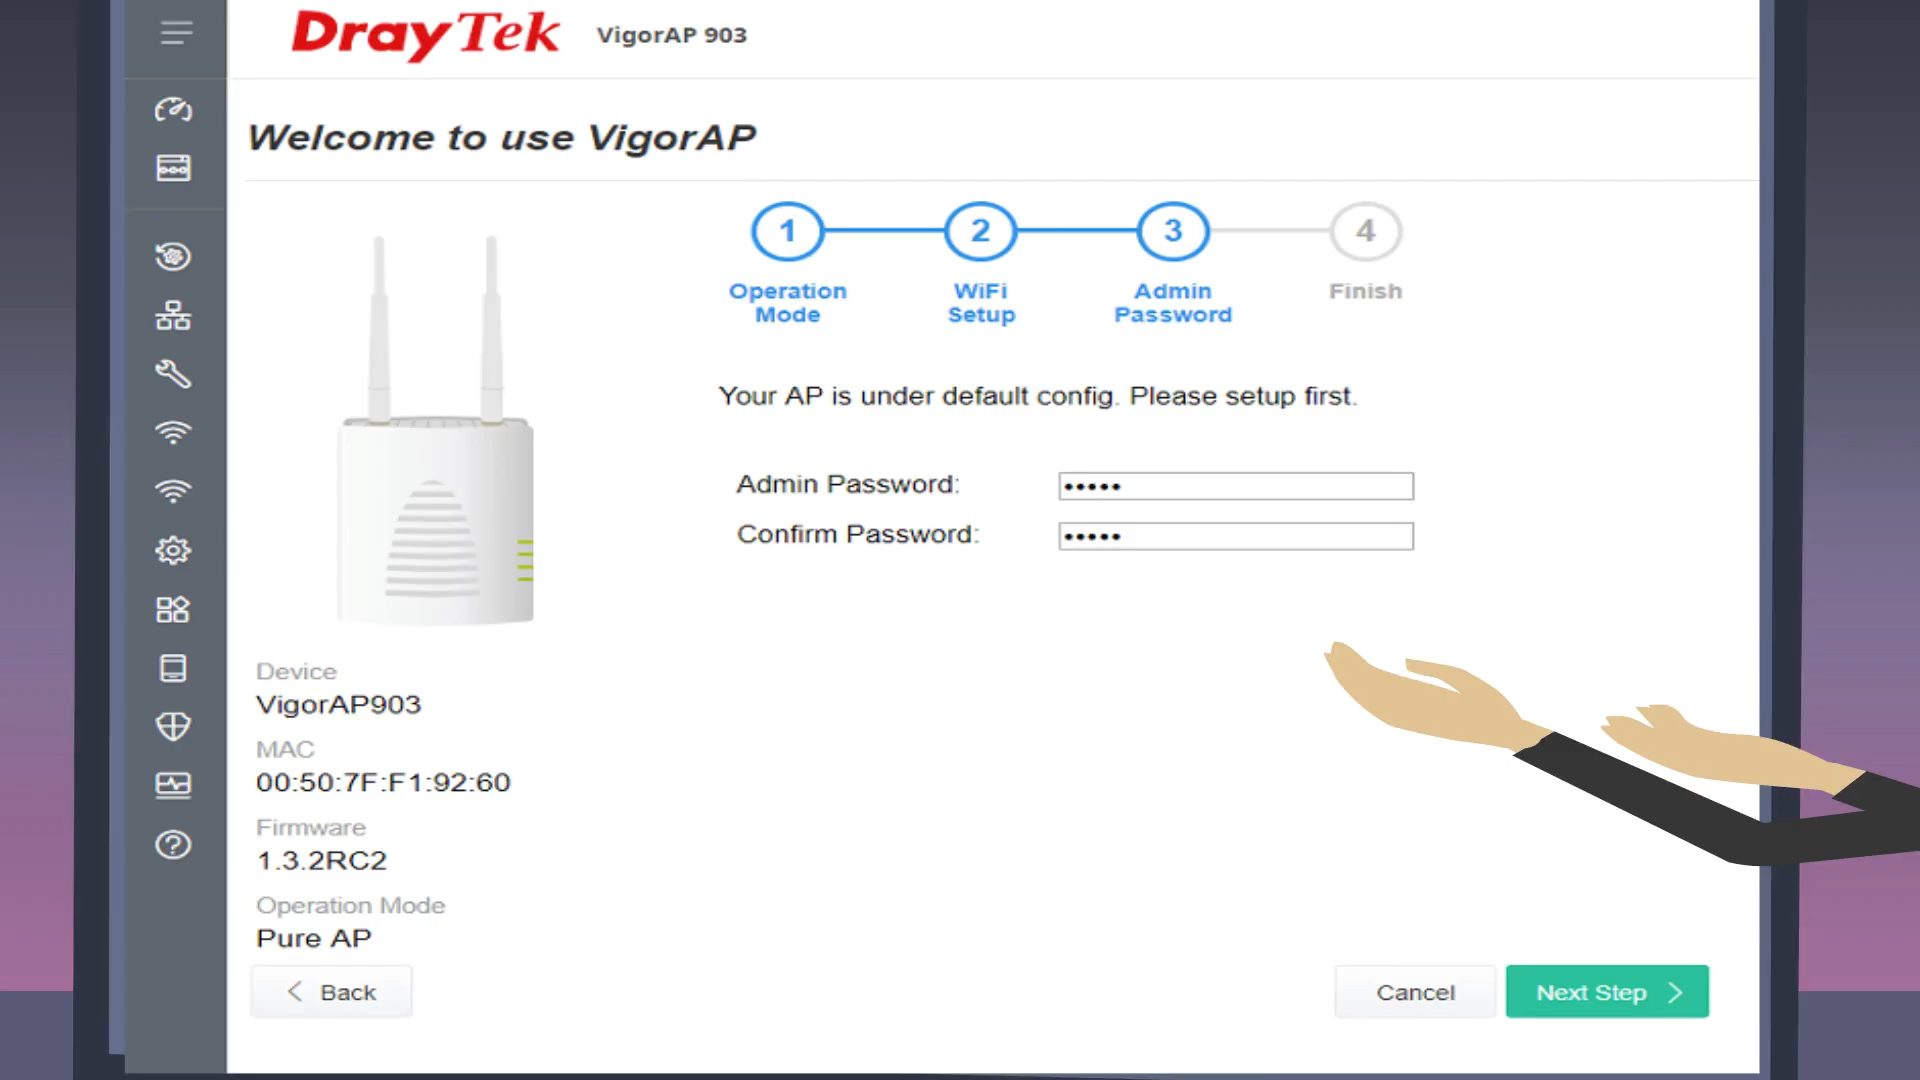 DrayTek VigorAP 903
Welcome to use VigorAP
1 2 3 4
Operation Mode
WiFi Setup
Admin Password
Finish
Your AP is under default config. Please setup first.
Admin Password: •••••
Confirm Password: •••••
Device
VigorAP903
MAC
00:50:7F:F1:92:60
Firmware
1.3.2RC2
Operation Mode
Pure AP
Back
Cancel
Next Step